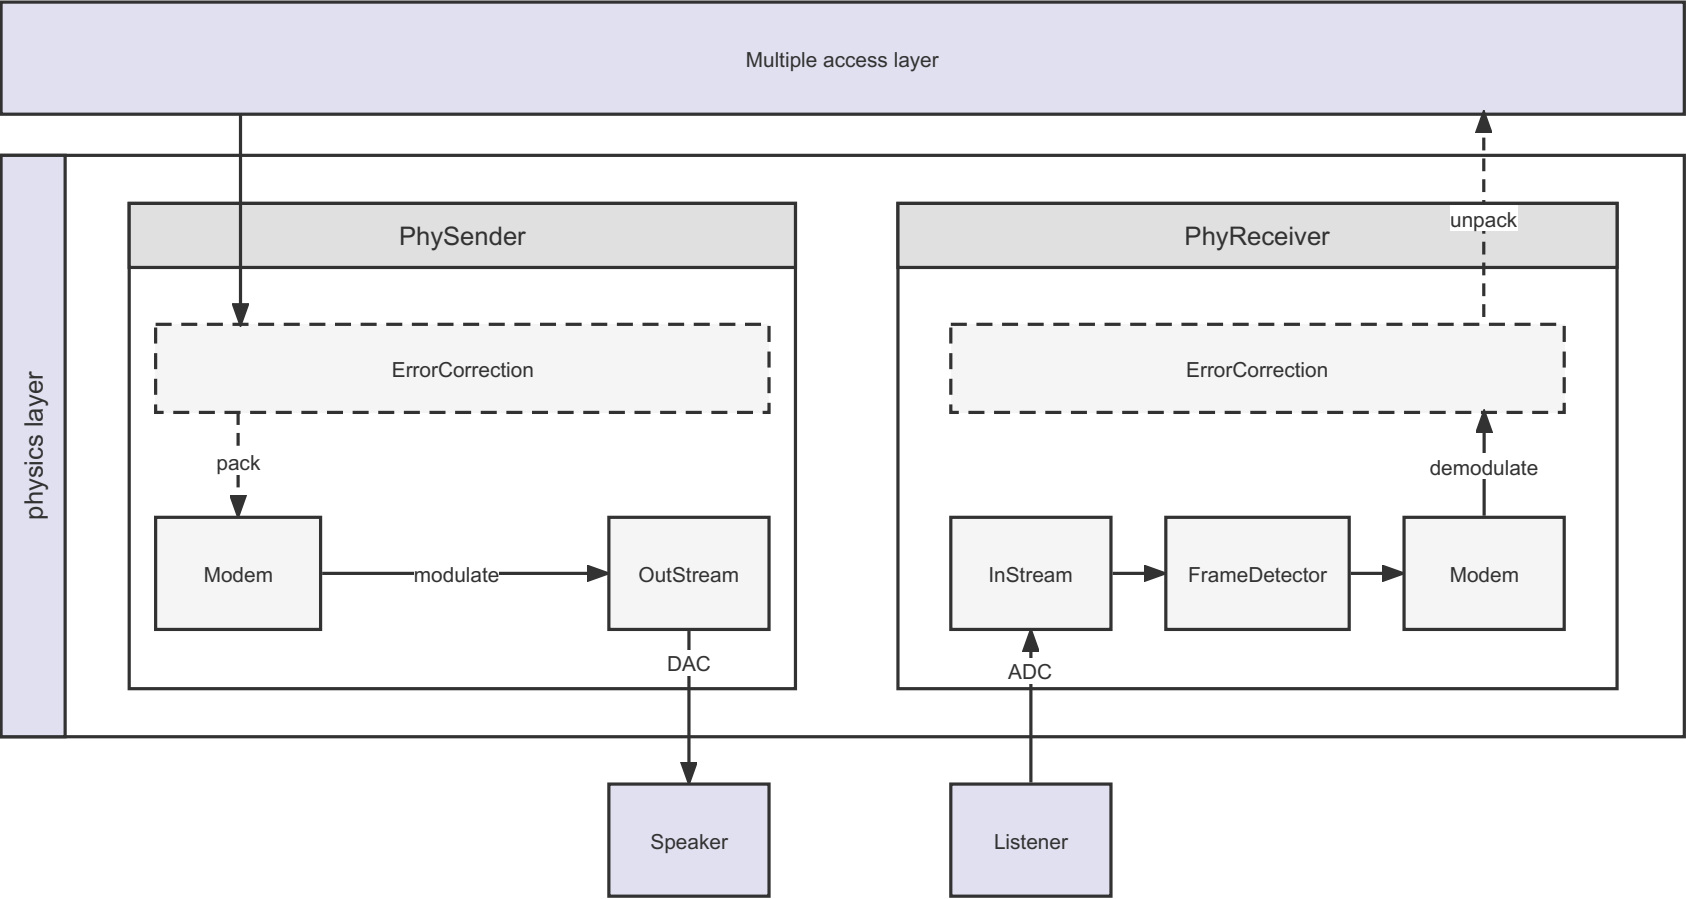 Multiple access layer
physics layer
PhySender
PhyReceiver
unpack
ErrorCorrection
ErrorCorrection
pack
demodulate
Modem
modulate
OutStream
InStream
FrameDetector
Modem
DAC
ADC
Speaker
Listener